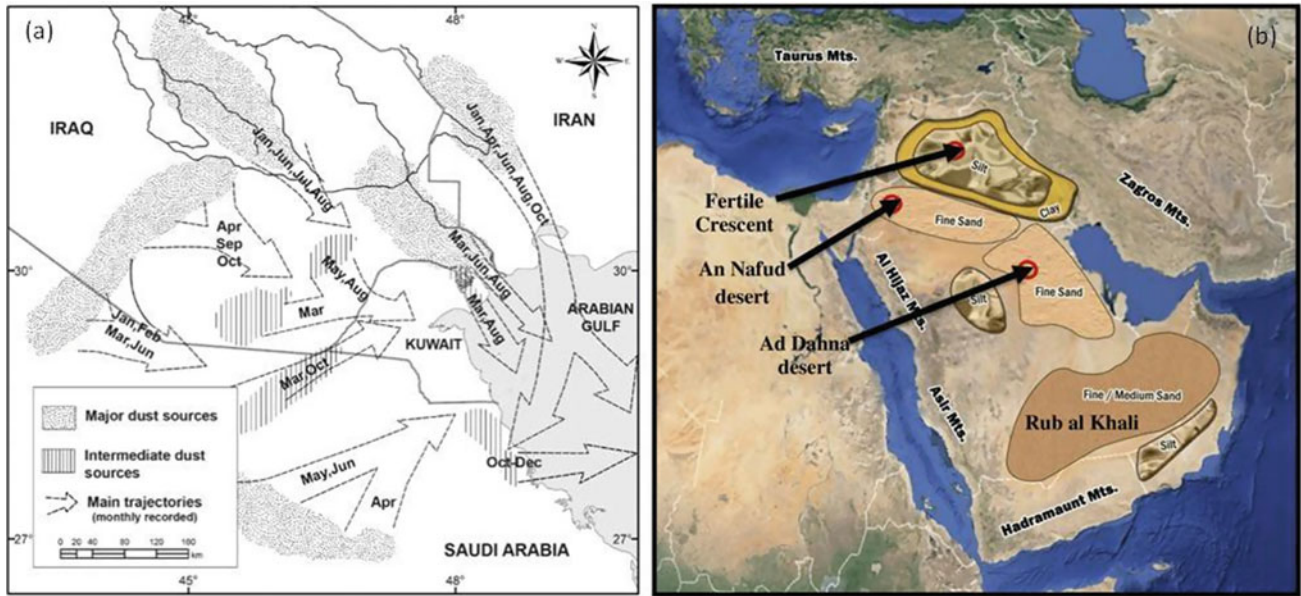 (a)
45°
48°
IRAQ
IRAN
Jan,Jun,Jul,Aug
Jan,Apr,Jun,Aug,Oct
Apr
Sep
Oct
May,Aug
Mar,Jun,Aug
Mar,Aug
30°
30°
Mar
Jan,Feb
Mar,Jun
ARABIAN
GULF
KUWAIT
Mar,Oct
Major dust sources
Intermediate dust
sources
Main trajectories
(monthly recorded)
0 20 40 80 120 160
km
May,Jun
Apr
Oct-Dec
27°
27°
SAUDI ARABIA
45°
48°
(b)
Taurus Mts.
Zagros Mts.
Silt
Clay
Fertile
Crescent
Fine Sand
An Nafud
desert
Al Hijaz Mts.
Silt
Fine Sand
Ad Dahna
desert
Asir Mts.
Fine / Medium Sand
Rub al Khali
Silt
Hadramaunt Mts.